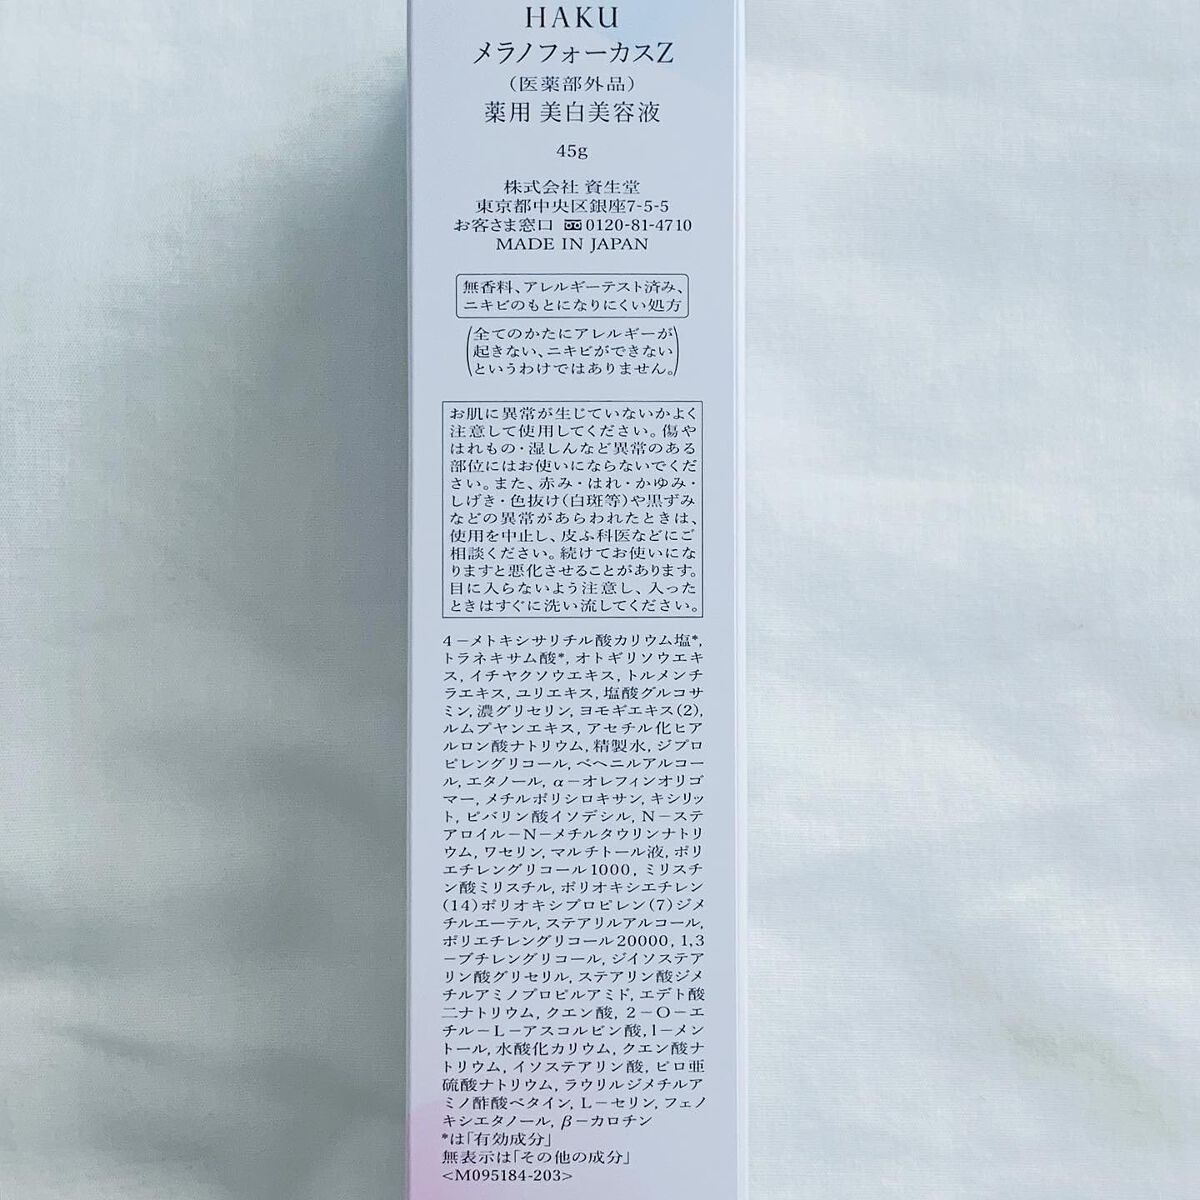 HAKU
メラノフォーカスZ
(医薬部外品)
薬用 美白美容液
45g
株式会社 資生堂
東京都中央区銀座7-5-5
お客さま窓口 0120-81-4710
MADE IN JAPAN
無香料、アレルギーテスト済み、
ニキビのもとになりにくい処方
(全てのかたにアレルギーが
起きない、ニキビができない
というわけではありません。)
お肌に異常が生じていないかよく
注意して使用してください。傷や
はれもの・湿しんなど異常のある
部位にはお使いにならないでくだ
さい。また、赤み・はれ・かゆみ・
しげき・色抜け(白斑等)や黒ずみ
などの異常があらわれたときは、
使用を中止し、皮ふ科医などにご
相談ください。続けてお使いにな
りますと悪化させることがあります。
目に入らないよう注意し、入った
ときはすぐに洗い流してください。
4－メトキシサリチル酸カリウム塩*,
トラネキサム酸*, オトギリソウエキ
ス, イチヤクソウエキス, トルメンチ
ラエキス, ユリエキス, 塩酸グルコサ
ミン, 濃グリセリン, ヨモギエキス(2),
ルムプヤンエキス, アセチル化ヒア
ルロン酸ナトリウム, 精製水, ジプロ
ピレングリコール, ベヘニルアルコー
ル, エタノール, α－オレフィンオリゴ
マー, メチルポリシロキサン, キシリッ
ト, ピバリン酸イソデシル, N－ステ
アロイル－N－メチルタウリンナトリ
ウム, ワセリン, マルチトール液, ポリ
エチレングリコール1000, ミリスチ
ン酸ミリスチル, ポリオキシエチレン
(14)ポリオキシプロピレン(7)ジメ
チルエーテル, ステアリルアルコール,
ポリエチレングリコール20000, 1,3
－ブチレングリコール, ジイソステア
リン酸グリセリル, ステアリン酸ジメ
チルアミノプロピルアミド, エデト酸
二ナトリウム, クエン酸, 2－O－エ
チル－L－アスコルビン酸, l－メン
トール, 水酸化カリウム, クエン酸ナ
トリウム, イソステアリン酸, ピロ亜
硫酸ナトリウム, ラウリルジメチルア
ミノ酢酸ベタイン, L－セリン, フェノ
キシエタノール, β－カロチン
*は「有効成分」
無表示は「その他の成分」
<M095184-203>